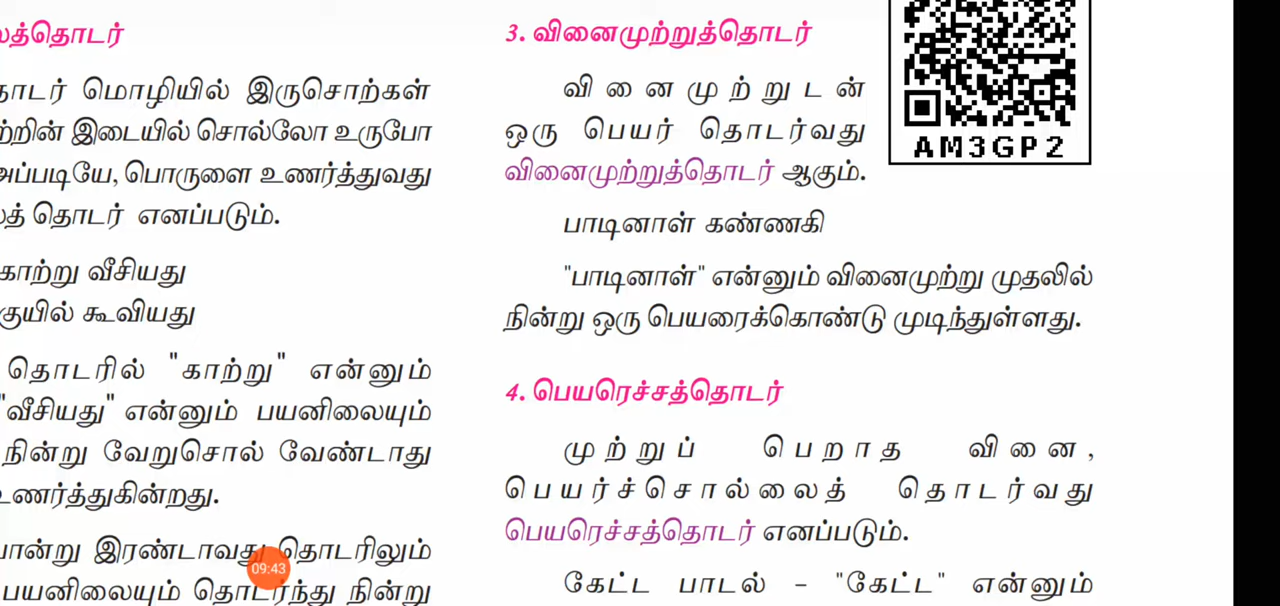 லத்தொடர்
தொடர் மொழியில் இருசொற்கள்
ற்றின் இடையில் சொல்லோ உருபோ
அப்படியே, பொருளை உணர்த்துவது
லத் தொடர் எனப்படும்.
காற்று வீசியது
குயில் கூவியது
தொடரில் "காற்று" என்னும்
"வீசியது" என்னும் பயனிலையும்
நின்று வேறுசொல் வேண்டாது
உணர்த்துகின்றது.
போன்று இரண்டாவது தொடரிலும்
பயனிலையும் தொடர்ந்து நின்று
09:43
3. வினைமுற்றுத்தொடர்
வினைமுற்றுடன்
ஒரு பெயர் தொடர்வது
வினைமுற்றுத்தொடர் ஆகும்.
பாடினாள் கண்ணகி
"பாடினாள்" என்னும் வினைமுற்று முதலில்
நின்று ஒரு பெயரைக்கொண்டு முடிந்துள்ளது.
4. பெயரெச்சத்தொடர்
முற்றுப் பெறாத வினை,
பெயர்ச்சொல்லைத் தொடர்வது
பெயரெச்சத்தொடர் எனப்படும்.
கேட்ட பாடல் - "கேட்ட" என்னும்
AM3GP2